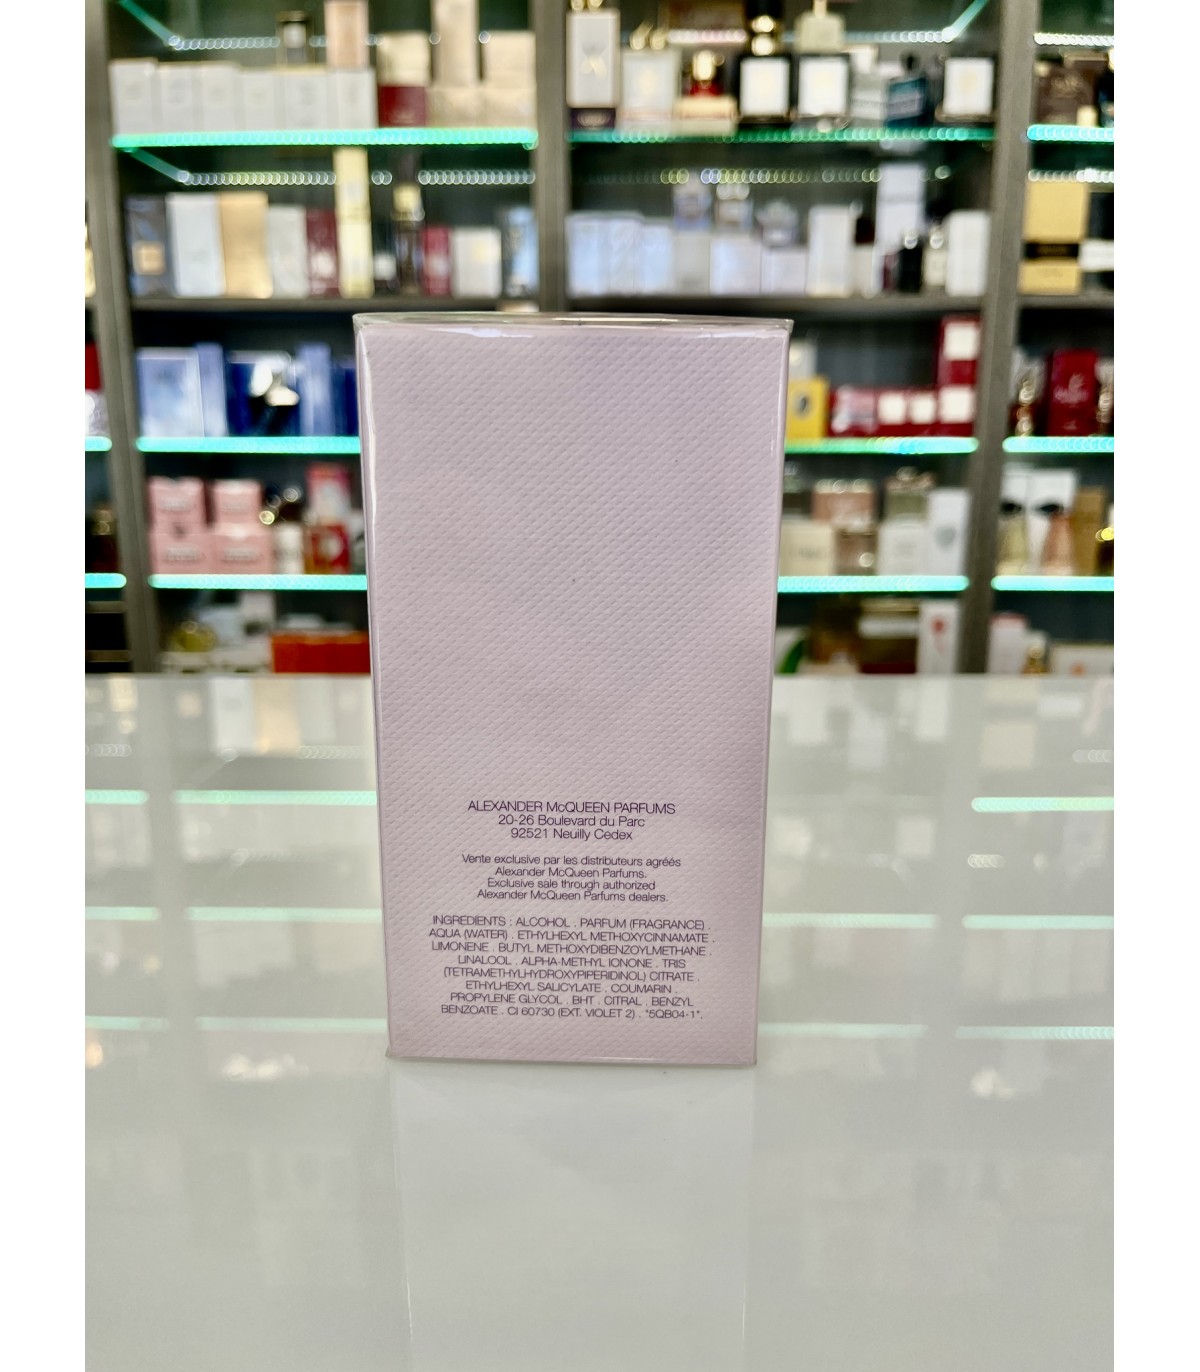 ALEXANDER McQUEEN PARFUMS
20-26 Boulevard du Parc
92521 Neuilly Cedex
Vente exclusive par les distributeurs agréés
Alexander McQueen Parfums.
Exclusive sale through authorized
Alexander McQueen Parfums dealers.
INGREDIENTS : ALCOHOL . PARFUM (FRAGRANCE) .
AQUA (WATER) . ETHYLHEXYL METHOXYCINNAMATE .
LIMONENE . BUTYL METHOXYDIBENZOYLMETHANE .
LINALOOL . ALPHA-METHYL IONONE . TRIS
(TETRAMETHYLHYDROXYPIPERIDINOL) CITRATE .
ETHYLHEXYL SALICYLATE . COUMARIN .
PROPYLENE GLYCOL . BHT . CITRAL . BENZYL
BENZOATE . CI 60730 (EXT. VIOLET 2) . "5QB04-1".